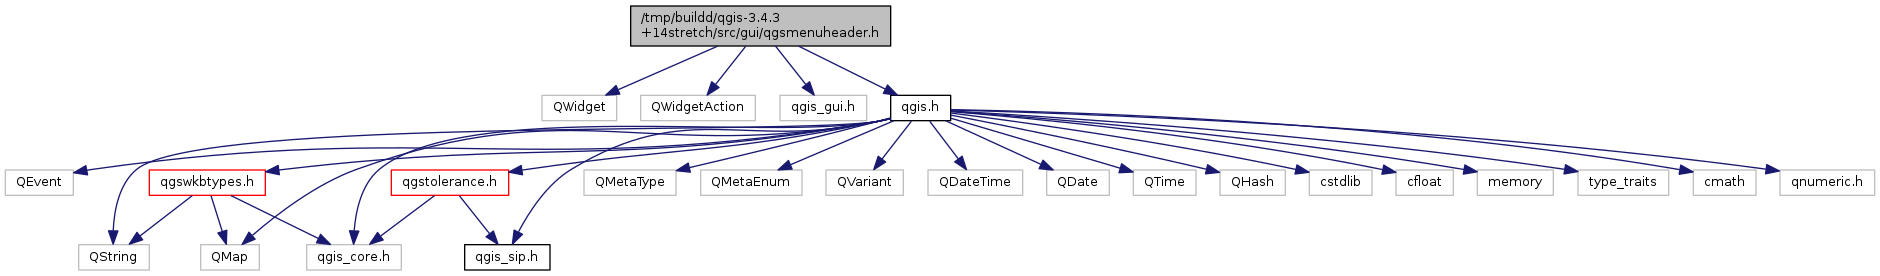 /tmp/buildd/qgis-3.4.3
+14stretch/src/gui/qgsmenuheader.h
QWidget
QWidgetAction
qgis_gui.h
qgis.h
QEvent
qgswkbtypes.h
qgstolerance.h
QMetaType
QMetaEnum
QVariant
QDateTime
QDate
QTime
QHash
cstdlib
cfloat
memory
type_traits
cmath
qnumeric.h
QString
QMap
qgis_core.h
qgis_sip.h